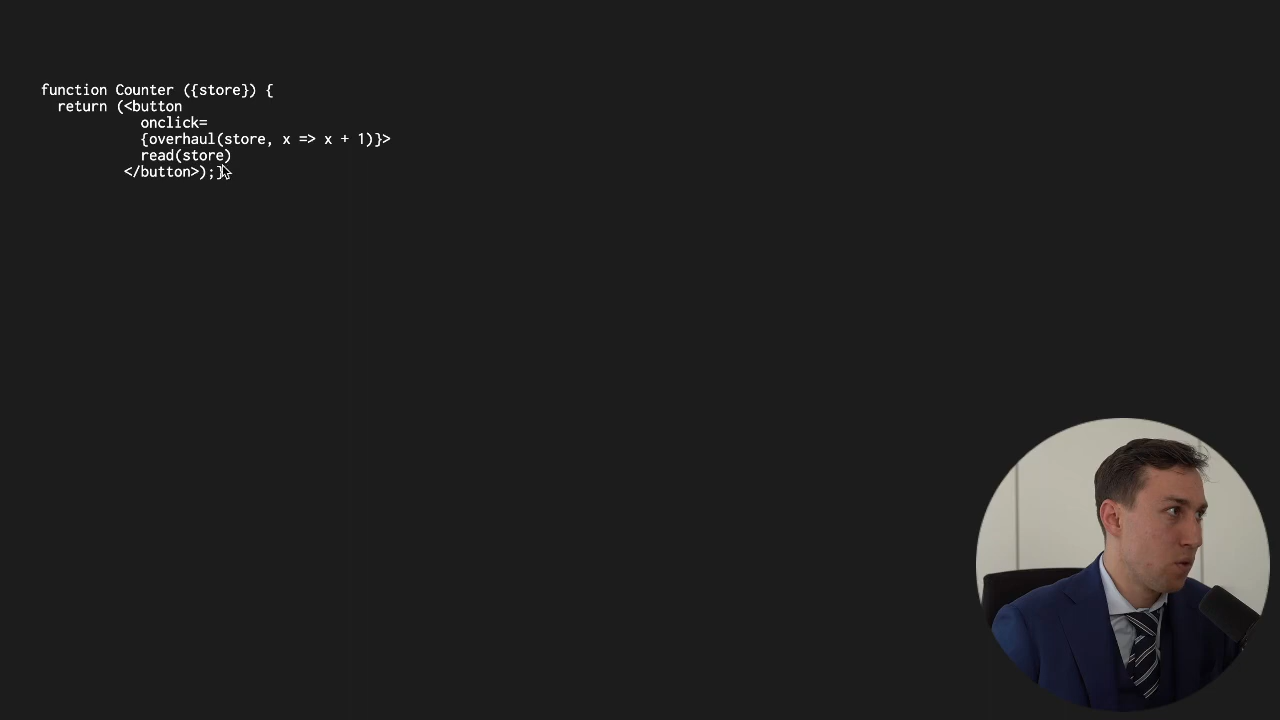 function Counter ({store}) {
return (<button
onclick=
{overhaul(store, x => x + 1)}>
read(store)
</button>);}